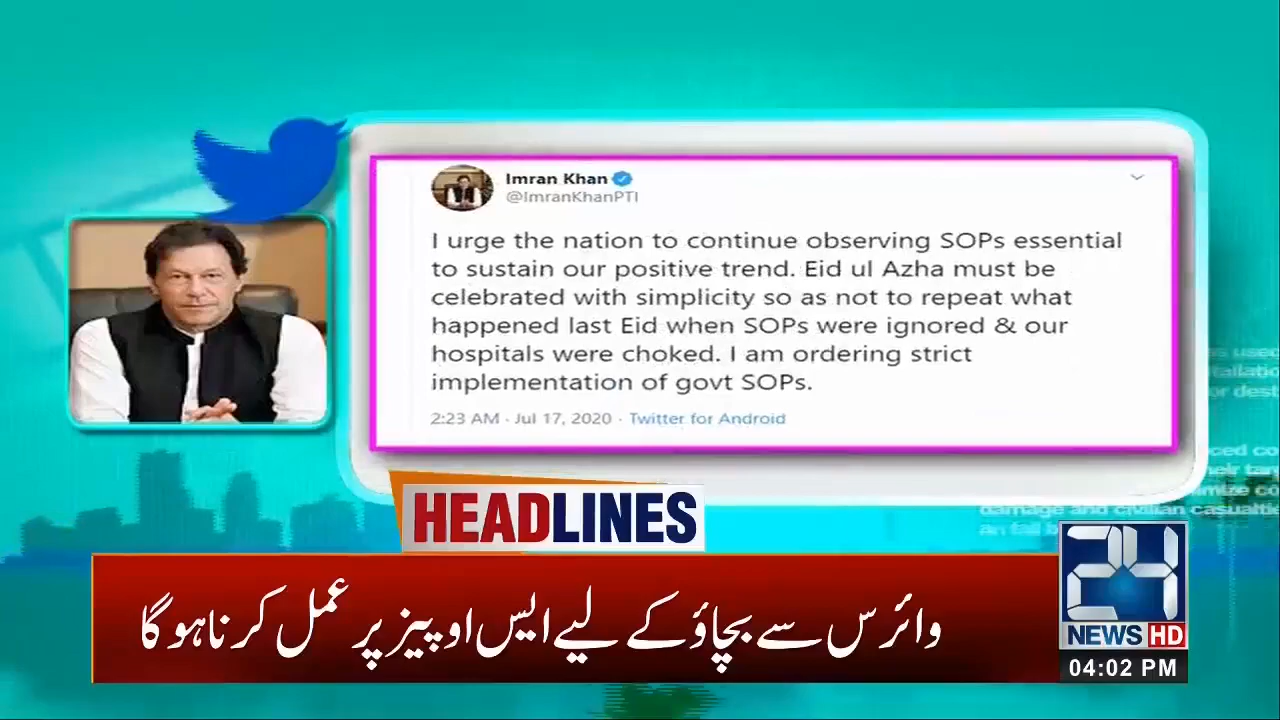 Imran Khan
@ImranKhanPTI
I urge the nation to continue observing SOPs essential
to sustain our positive trend. Eid ul Azha must be
celebrated with simplicity so as not to repeat what
happened last Eid when SOPs were ignored & our
hospitals were choked. I am ordering strict
implementation of govt SOPs.
2:23 AM · Jul 17, 2020 · Twitter for Android
damage and civilian casualtie
HEADLINES
وائرس سے بچاؤ کے لیے ایس او پیز پر عمل کرنا ہو گا
24
NEWS HD
04:02 PM